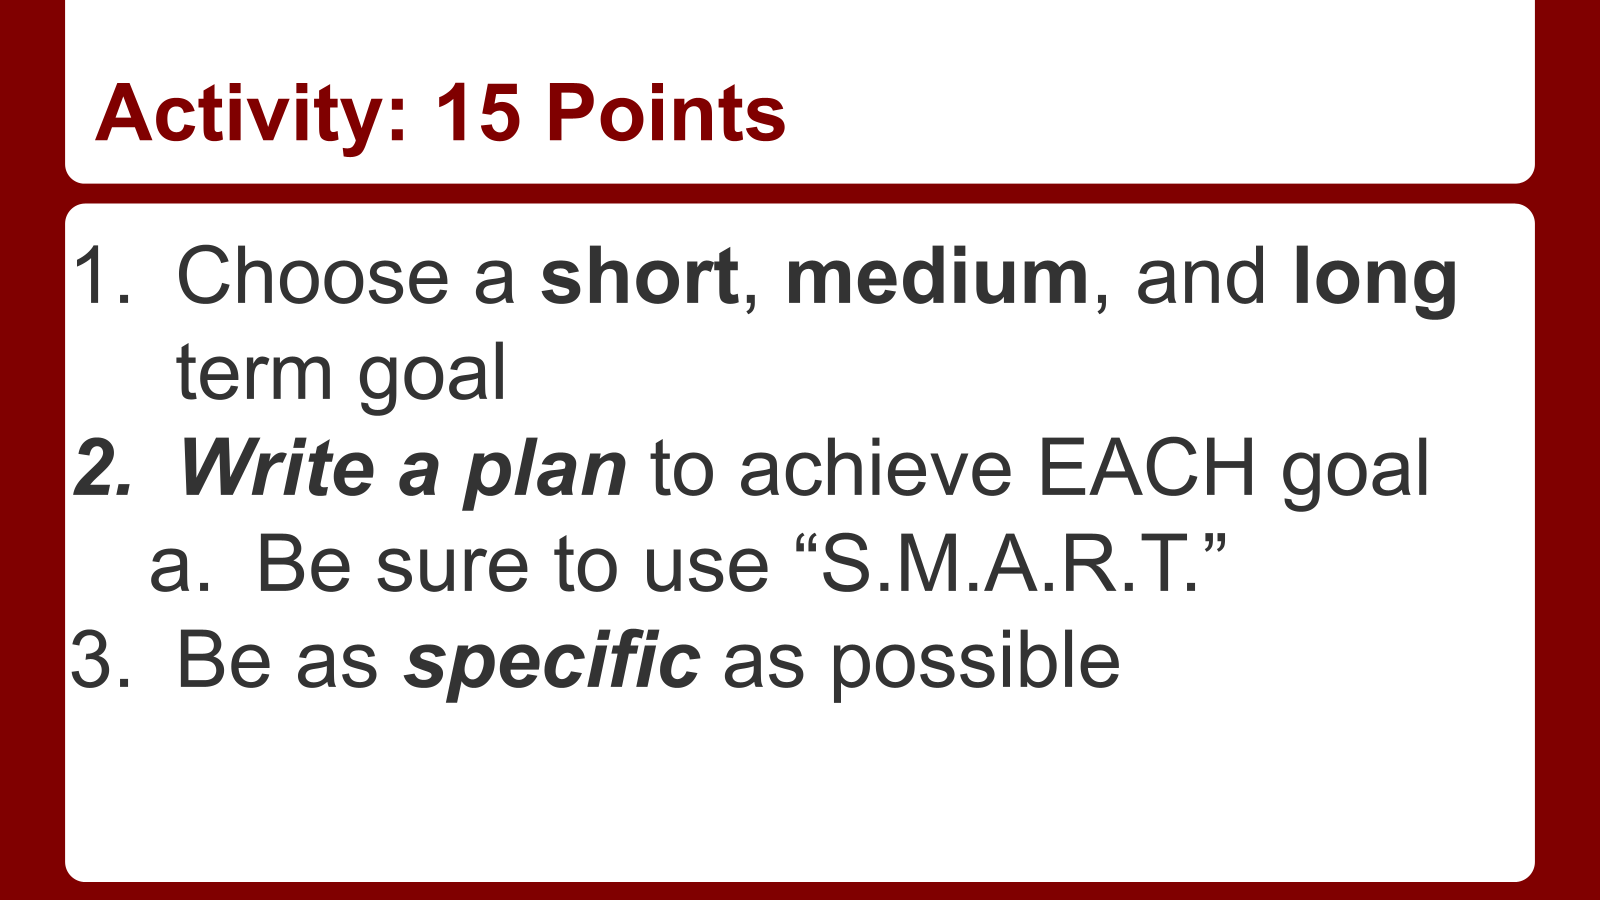 Activity: 15 Points
1. Choose a short, medium, and long
term goal
2. Write a plan to achieve EACH goal
a. Be sure to use “S.M.A.R.T.”
3. Be as specific as possible